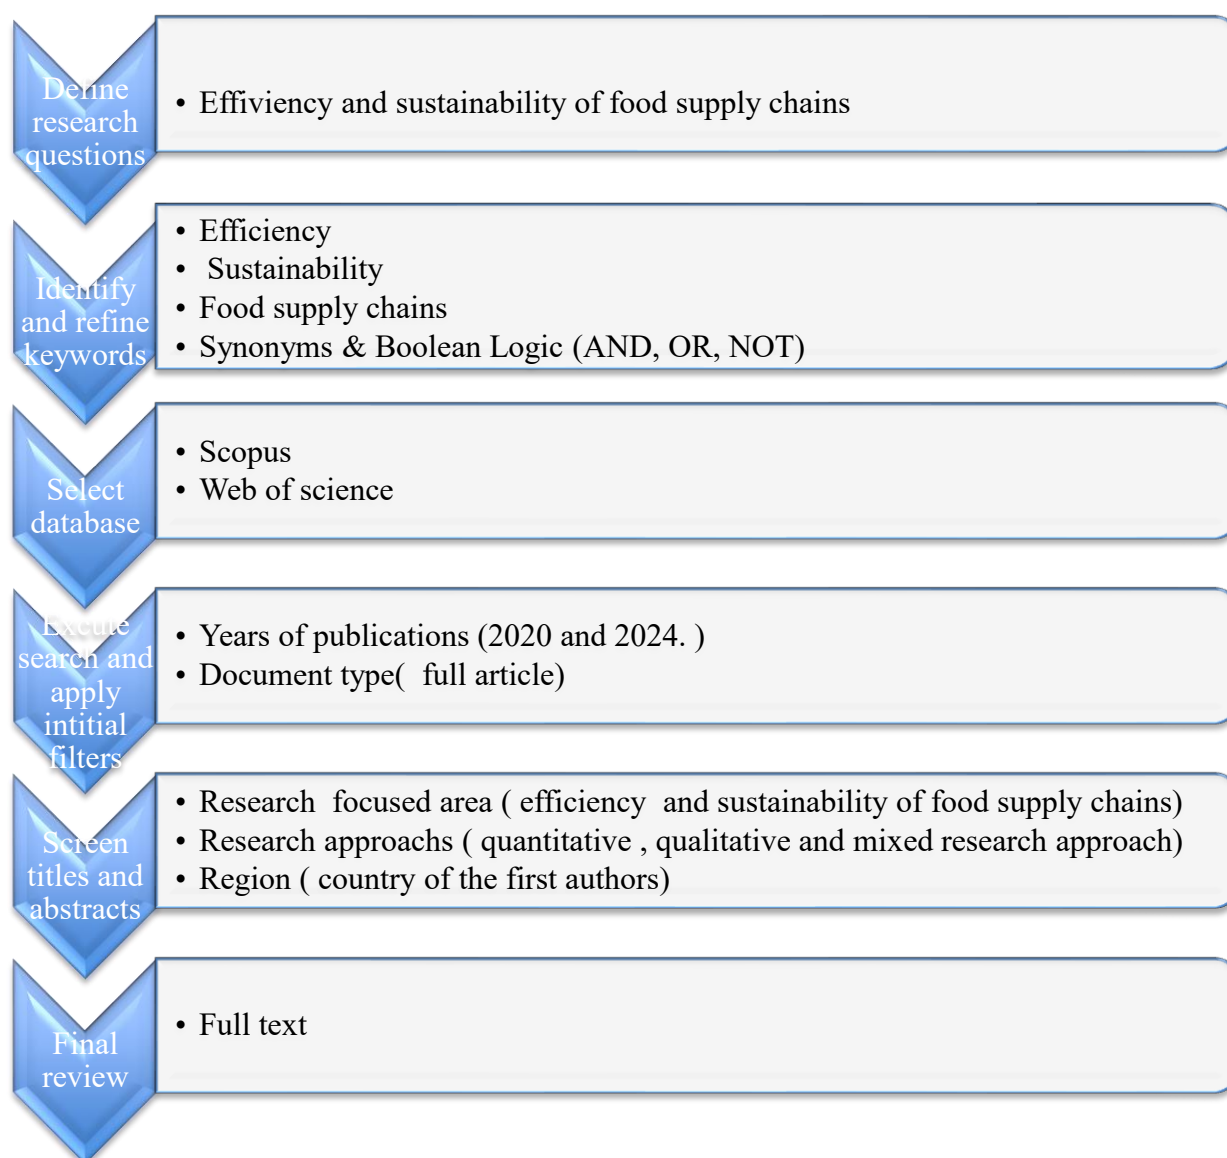 Define
research
questions
• Effiviency and sustainability of food supply chains
Identify
and refine
keywords
• Efficiency
• Sustainability
• Food supply chains
• Synonyms & Boolean Logic (AND, OR, NOT)
Select
database
• Scopus
• Web of science
Excute
search and
apply
intitial
filters
• Years of publications (2020 and 2024. )
• Document type( full article)
Screen
titles and
abstracts
• Research focused area ( efficiency and sustainability of food supply chains)
• Research approachs ( quantitative , qualitative and mixed research approach)
• Region ( country of the first authors)
Final
review
• Full text